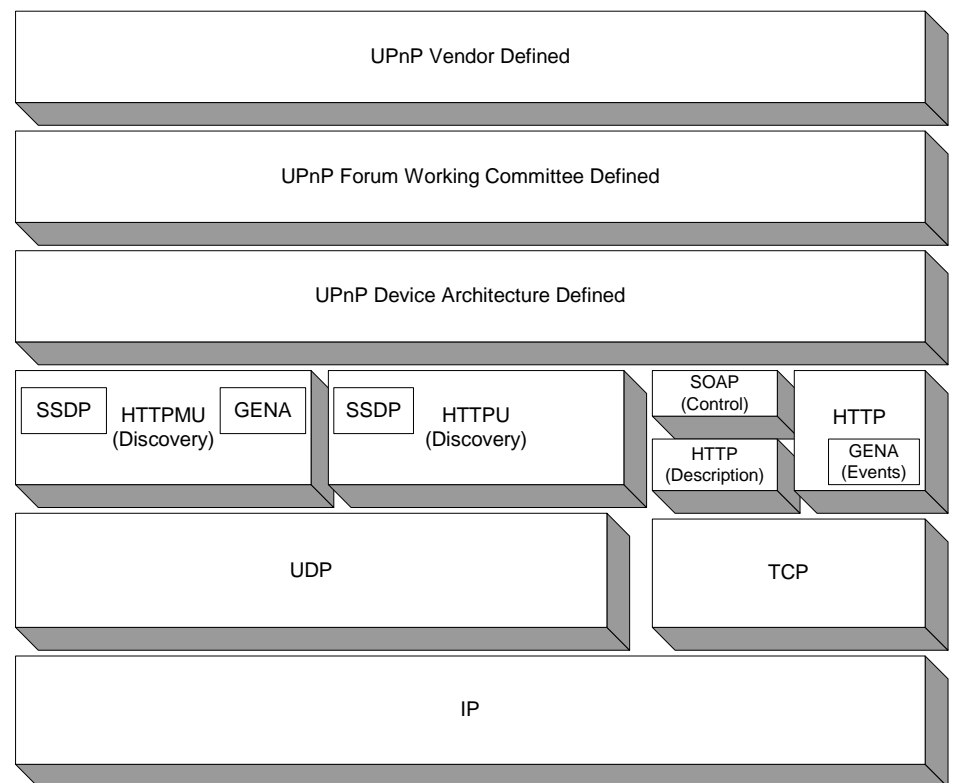 UPnP Vendor Defined
UPnP Forum Working Committee Defined
UPnP Device Architecture Defined
SSDP
HTTPMU
(Discovery)
GENA
SSDP
HTTPU
(Discovery)
SOAP
(Control)
HTTP
(Description)
HTTP
GENA
(Events)
UDP
TCP
IP